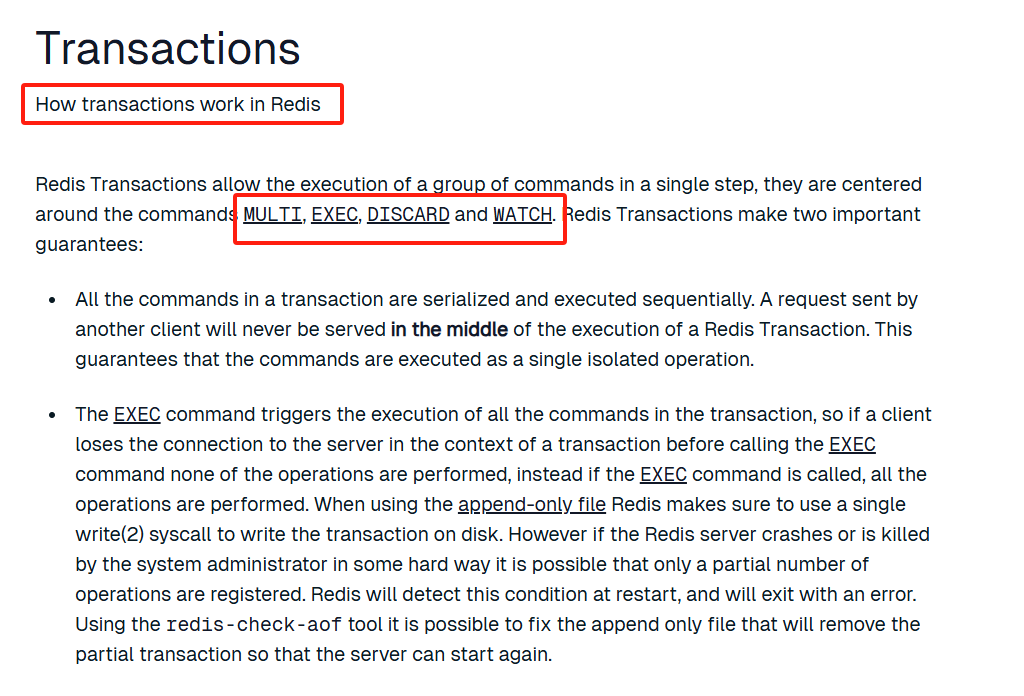 Transactions
How transactions work in Redis
Redis Transactions allow the execution of a group of commands in a single step, they are centered
around the commands MULTI, EXEC, DISCARD and WATCH. Redis Transactions make two important
guarantees:
All the commands in a transaction are serialized and executed sequentially. A request sent by
another client will never be served in the middle of the execution of a Redis Transaction. This
guarantees that the commands are executed as a single isolated operation.
The EXEC command triggers the execution of all the commands in the transaction, so if a client
loses the connection to the server in the context of a transaction before calling the EXEC
command none of the operations are performed, instead if the EXEC command is called, all the
operations are performed. When using the append-only file Redis makes sure to use a single
write(2) syscall to write the transaction on disk. However if the Redis server crashes or is killed
by the system administrator in some hard way it is possible that only a partial number of
operations are registered. Redis will detect this condition at restart, and will exit with an error.
Using the redis-check-aof tool it is possible to fix the append only file that will remove the
partial transaction so that the server can start again.